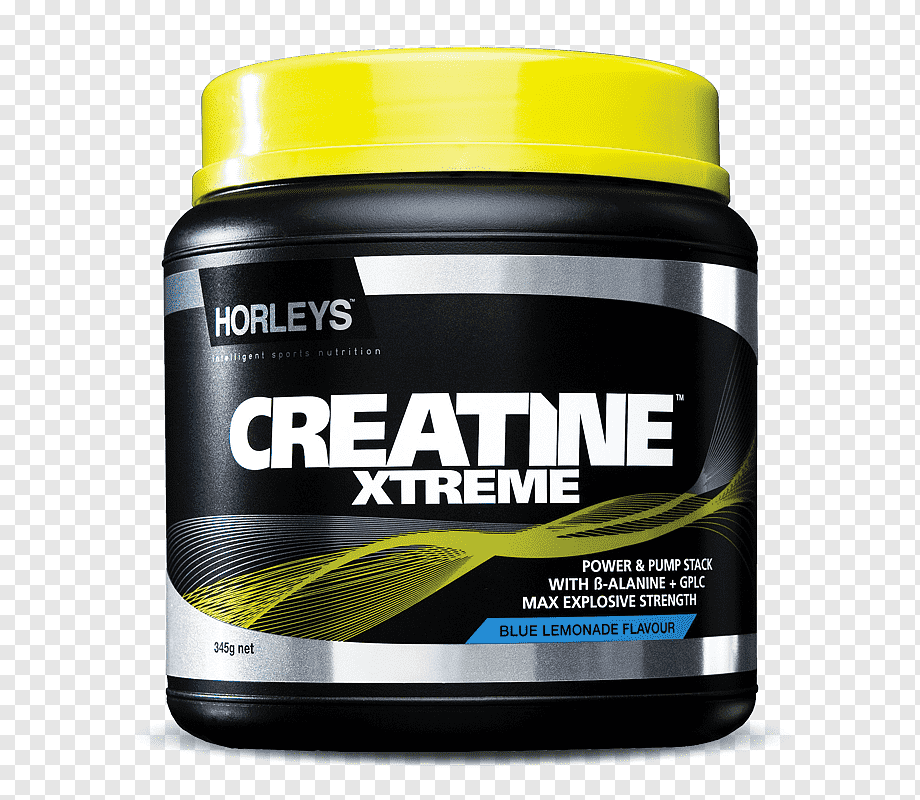 HORLEYS™
intelligent sports nutrition
CREATINE™
XTREME
POWER & PUMP STACK
WITH ß-ALANINE + GPLC
MAX EXPLOSIVE STRENGTH
BLUE LEMONADE FLAVOUR
345g net